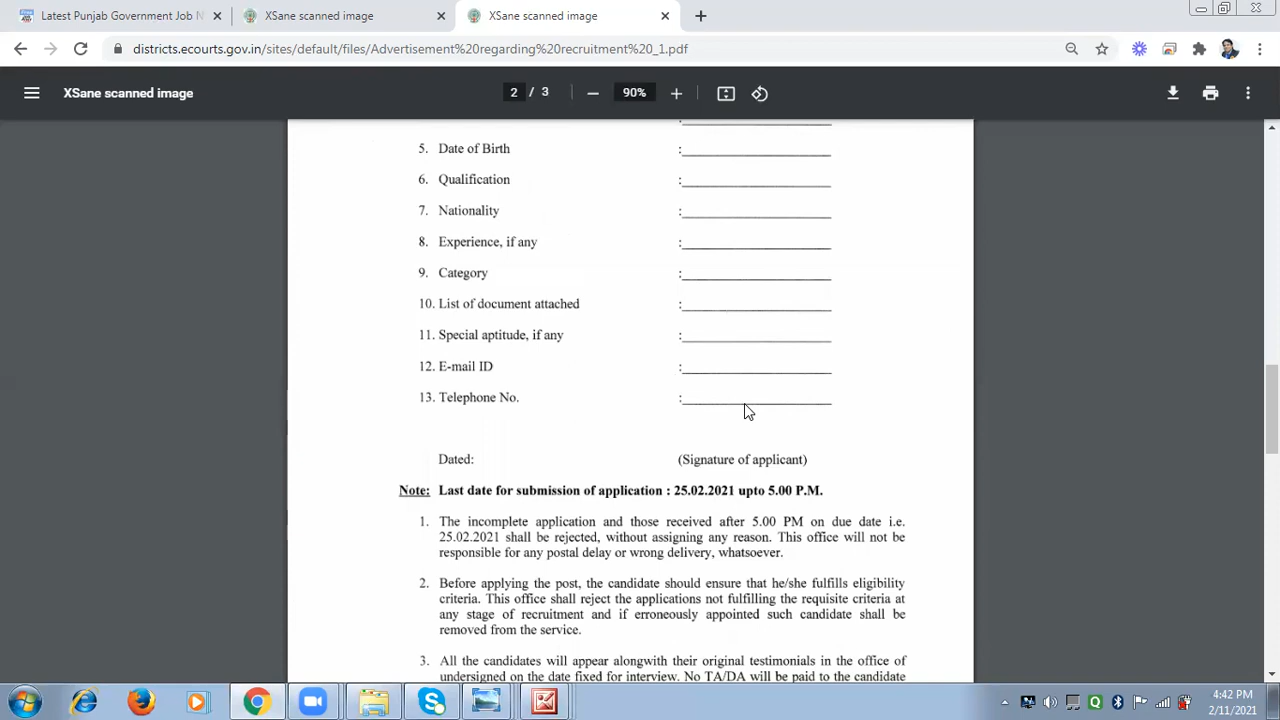 Latest Punjab Government Job N
XSane scanned image
XSane scanned image
districts.ecourts.gov.in/sites/default/files/Advertisement%20regarding%20recruitment%20_1.pdf
XSane scanned image
2 / 3
90%
5. Date of Birth :
6. Qualification :
7. Nationality :
8. Experience, if any :
9. Category :
10. List of document attached :
11. Special aptitude, if any :
12. E-mail ID :
13. Telephone No. :
Dated: (Signature of applicant)
Note: Last date for submission of application : 25.02.2021 upto 5.00 P.M.
1. The incomplete application and those received after 5.00 PM on due date i.e.
25.02.2021 shall be rejected, without assigning any reason. This office will not be
responsible for any postal delay or wrong delivery, whatsoever.
2. Before applying the post, the candidate should ensure that he/she fulfills eligibility
criteria. This office shall reject the applications not fulfilling the requisite criteria at
any stage of recruitment and if erroneously appointed such candidate shall be
removed from the service.
3. All the candidates will appear alongwith their original testimonials in the office of
undersigned on the date fixed for interview. No TA/DA will be paid to the candidate
4:42 PM
2/11/2021